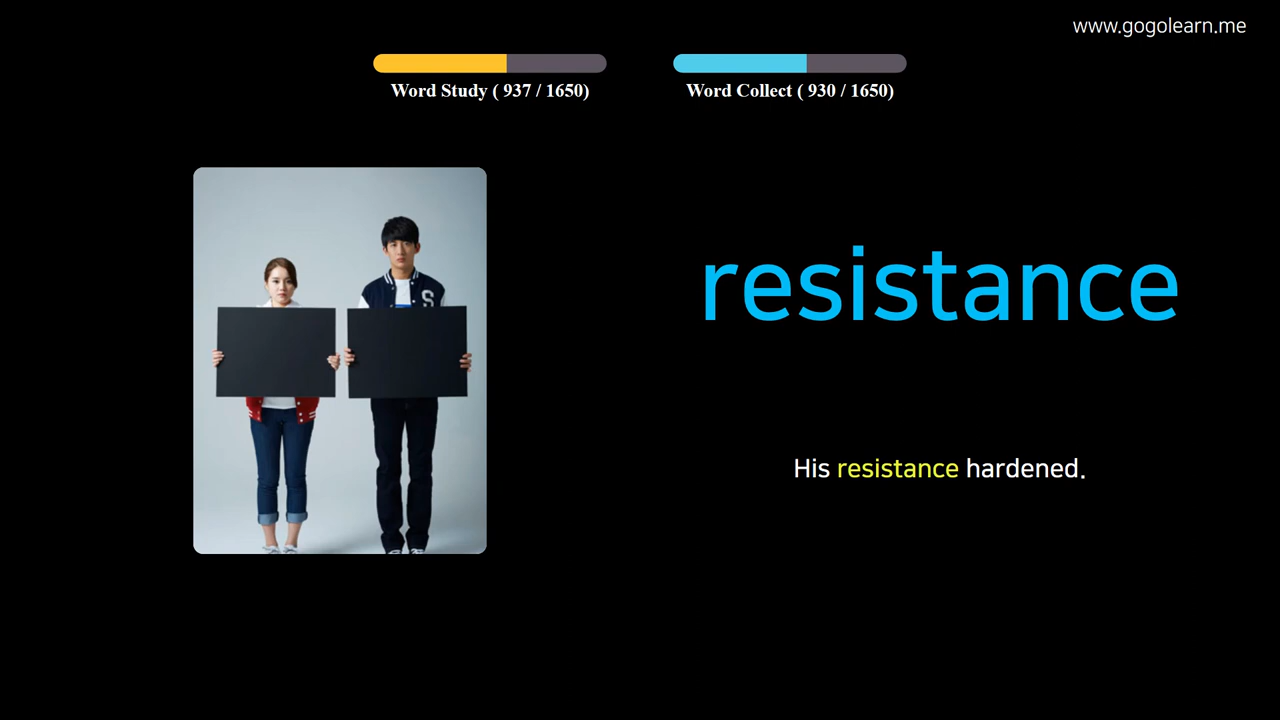 www.gogolearn.me
Word Study ( 937 / 1650)
Word Collect ( 930 / 1650)
S
resistance
His resistance hardened.